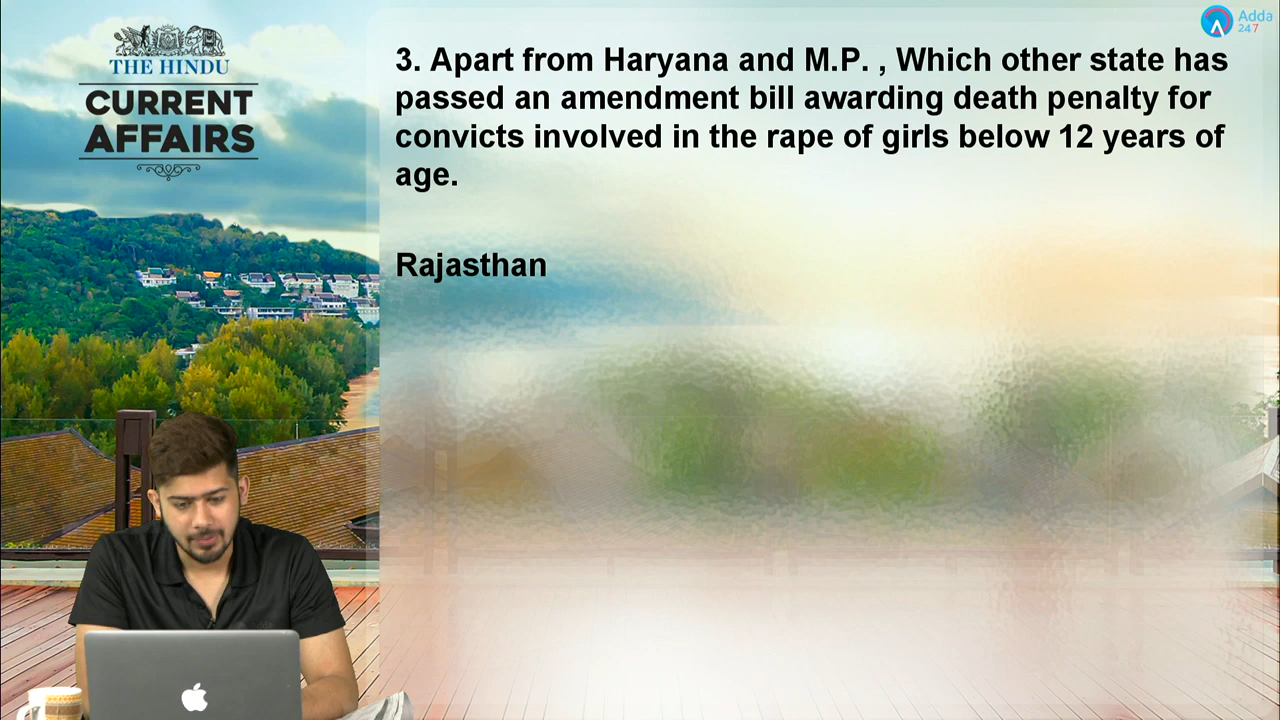 THE HINDU
CURRENT
AFFAIRS
Adda
247
3. Apart from Haryana and M.P. , Which other state has
passed an amendment bill awarding death penalty for
convicts involved in the rape of girls below 12 years of
age.
Rajasthan